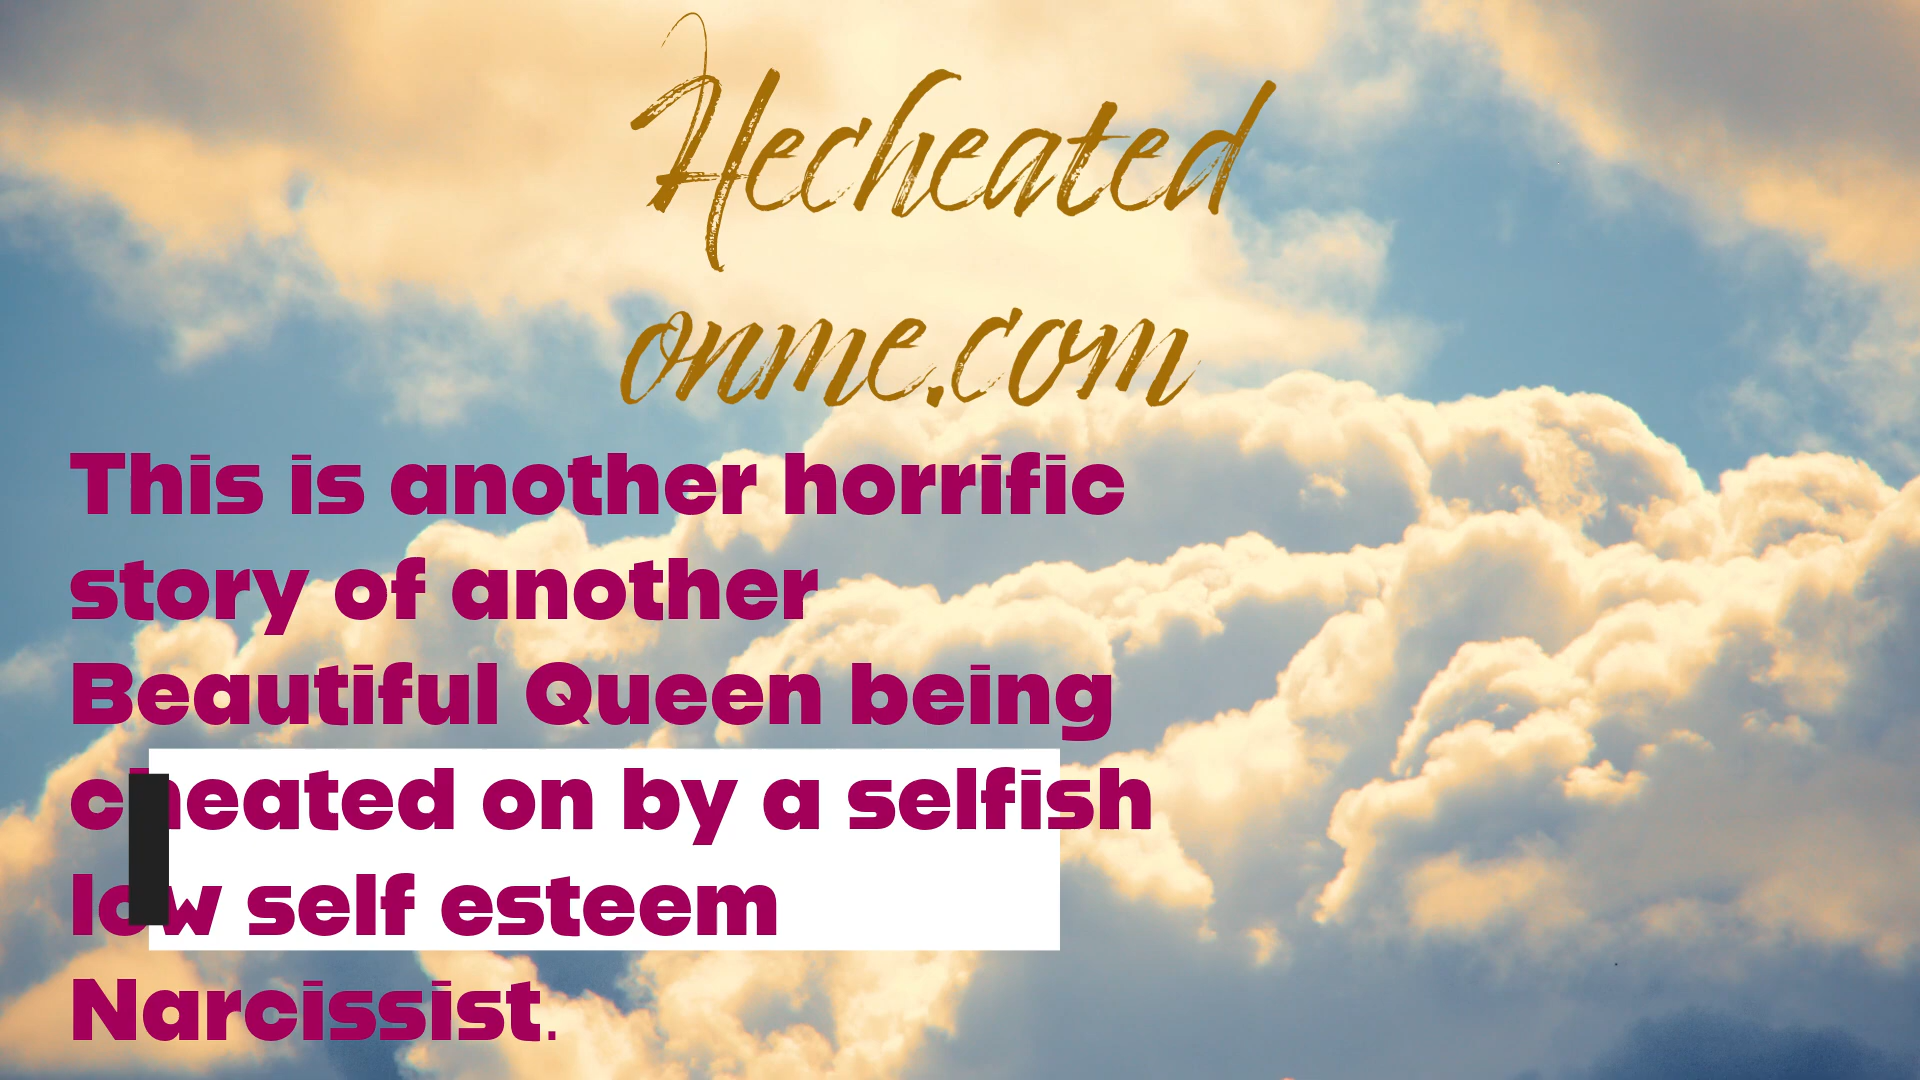 Hecheated
onme.com
This is another horrific
story of another
Beautiful Queen being
cheated on by a selfish
low self esteem
Narcissist.